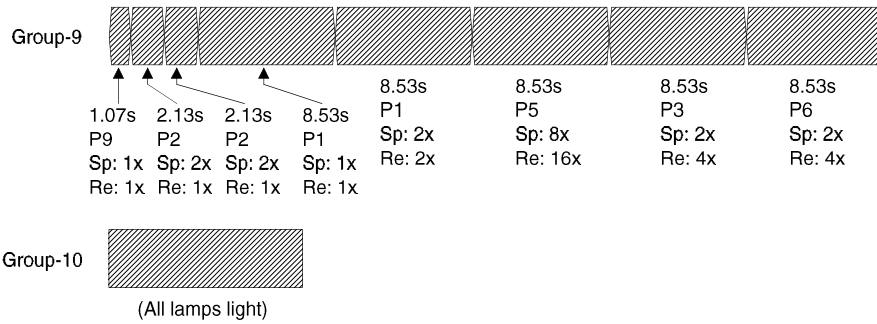 Group-9
1.07s 2.13s 2.13s 8.53s 8.53s 8.53s 8.53s 8.53s
P9 P2 P2 P1 P1 P5 P3 P6
Sp: 1x Sp: 2x Sp: 2x Sp: 1x Sp: 2x Sp: 8x Sp: 2x Sp: 2x
Re: 1x Re: 1x Re: 1x Re: 1x Re: 2x Re: 16x Re: 4x Re: 4x
Group-10
(All lamps light)